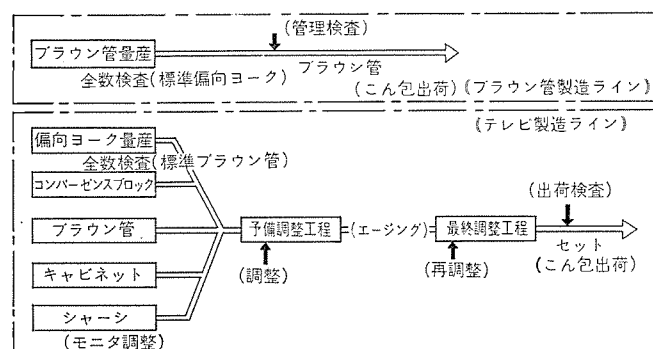 (管理検査)
ブラウン管量産
全数検査(標準偏向ヨーク)
ブラウン管
(こん包出荷)
《ブラウン管製造ライン》
《テレビ製造ライン》
偏向ヨーク量産
全数検査(標準ブラウン管)
コンバーゼンスブロック
ブラウン管
キャビネット
シャーシ
(モニタ調整)
予備調整工程
(調整)
(エージング)
最終調整工程
(再調整)
(出荷検査)
セット
(こん包出荷)